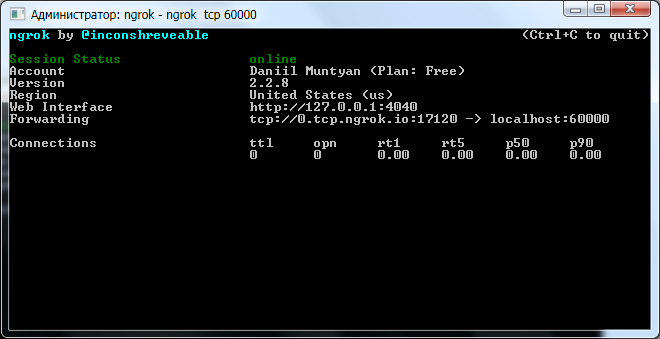 Администратор: ngrok - ngrok  tcp 60000
ngrok by @inconshreveable (Ctrl+C to quit)
Session Status online
Account Daniil Muntyan (Plan: Free)
Version 2.2.8
Region United States (us)
Web Interface http://127.0.0.1:4040
Forwarding tcp://0.tcp.ngrok.io:17120 -> localhost:60000
Connections ttl opn rt1 rt5 p50 p90
0 0 0.00 0.00 0.00 0.00